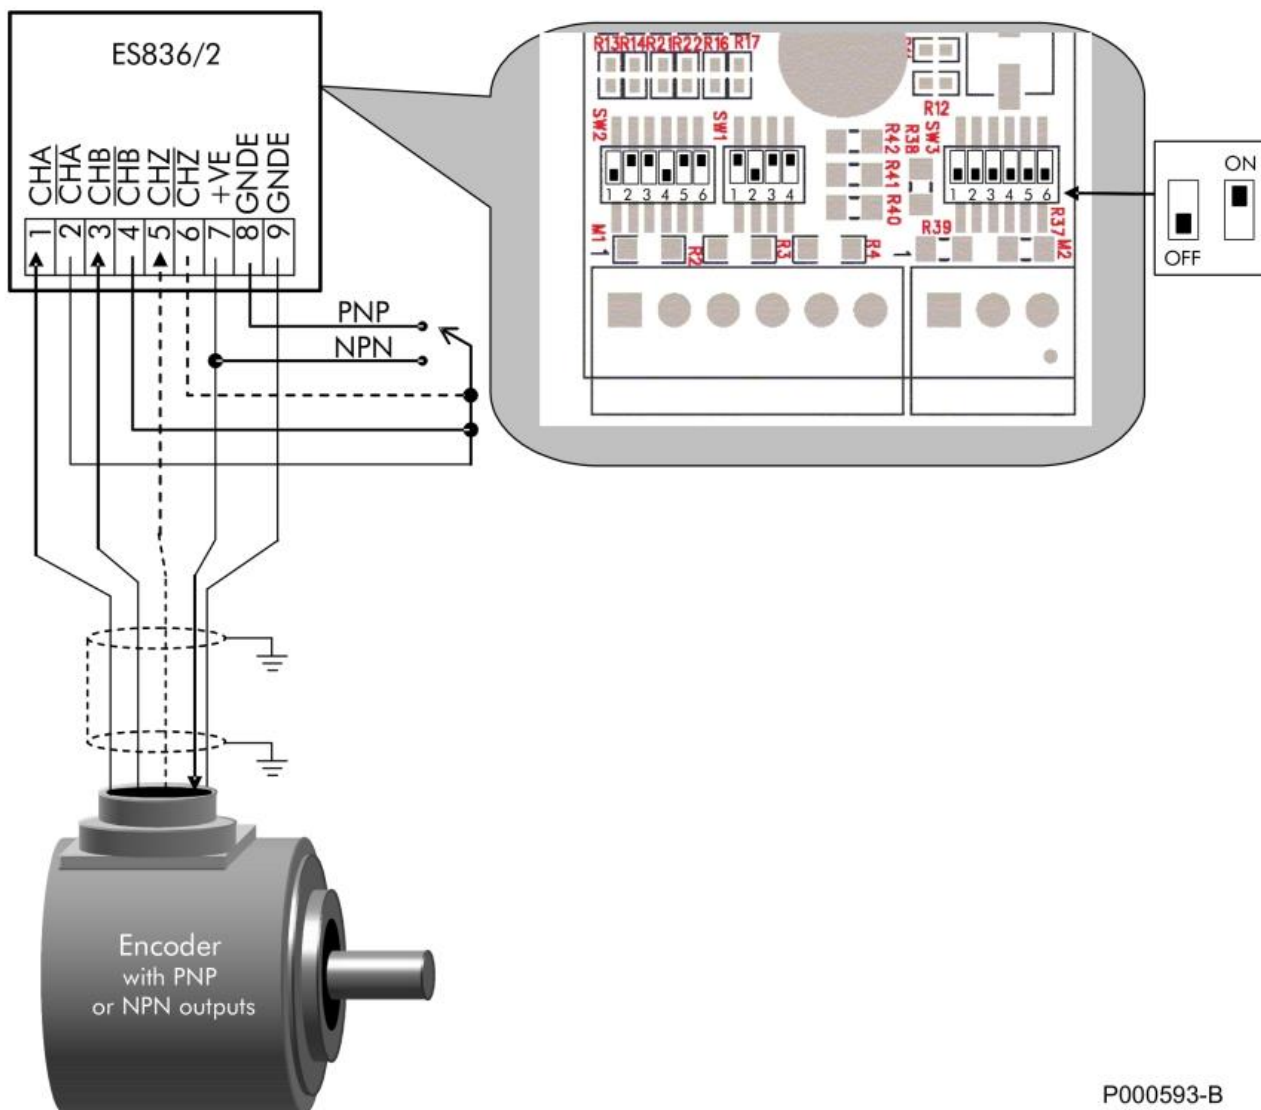 ES836/2
CHA
CHA
CHB
CHB
CHZ
CHZ
+VE
GNDE
GNDE
1 2 3 4 5 6 7 8 9
PNP
NPN
R13 R14 R21 R22 R16 R17
R12
SW2
SW1
R42
R38
SW3
R41
R40
1 2 3 4 5 6
1 2 3 4
1 2 3 4 5 6
ON
OFF
M1
1
R2
R3
R4
1
R39
R37
M2
Encoder
with PNP
or NPN outputs
P000593-B